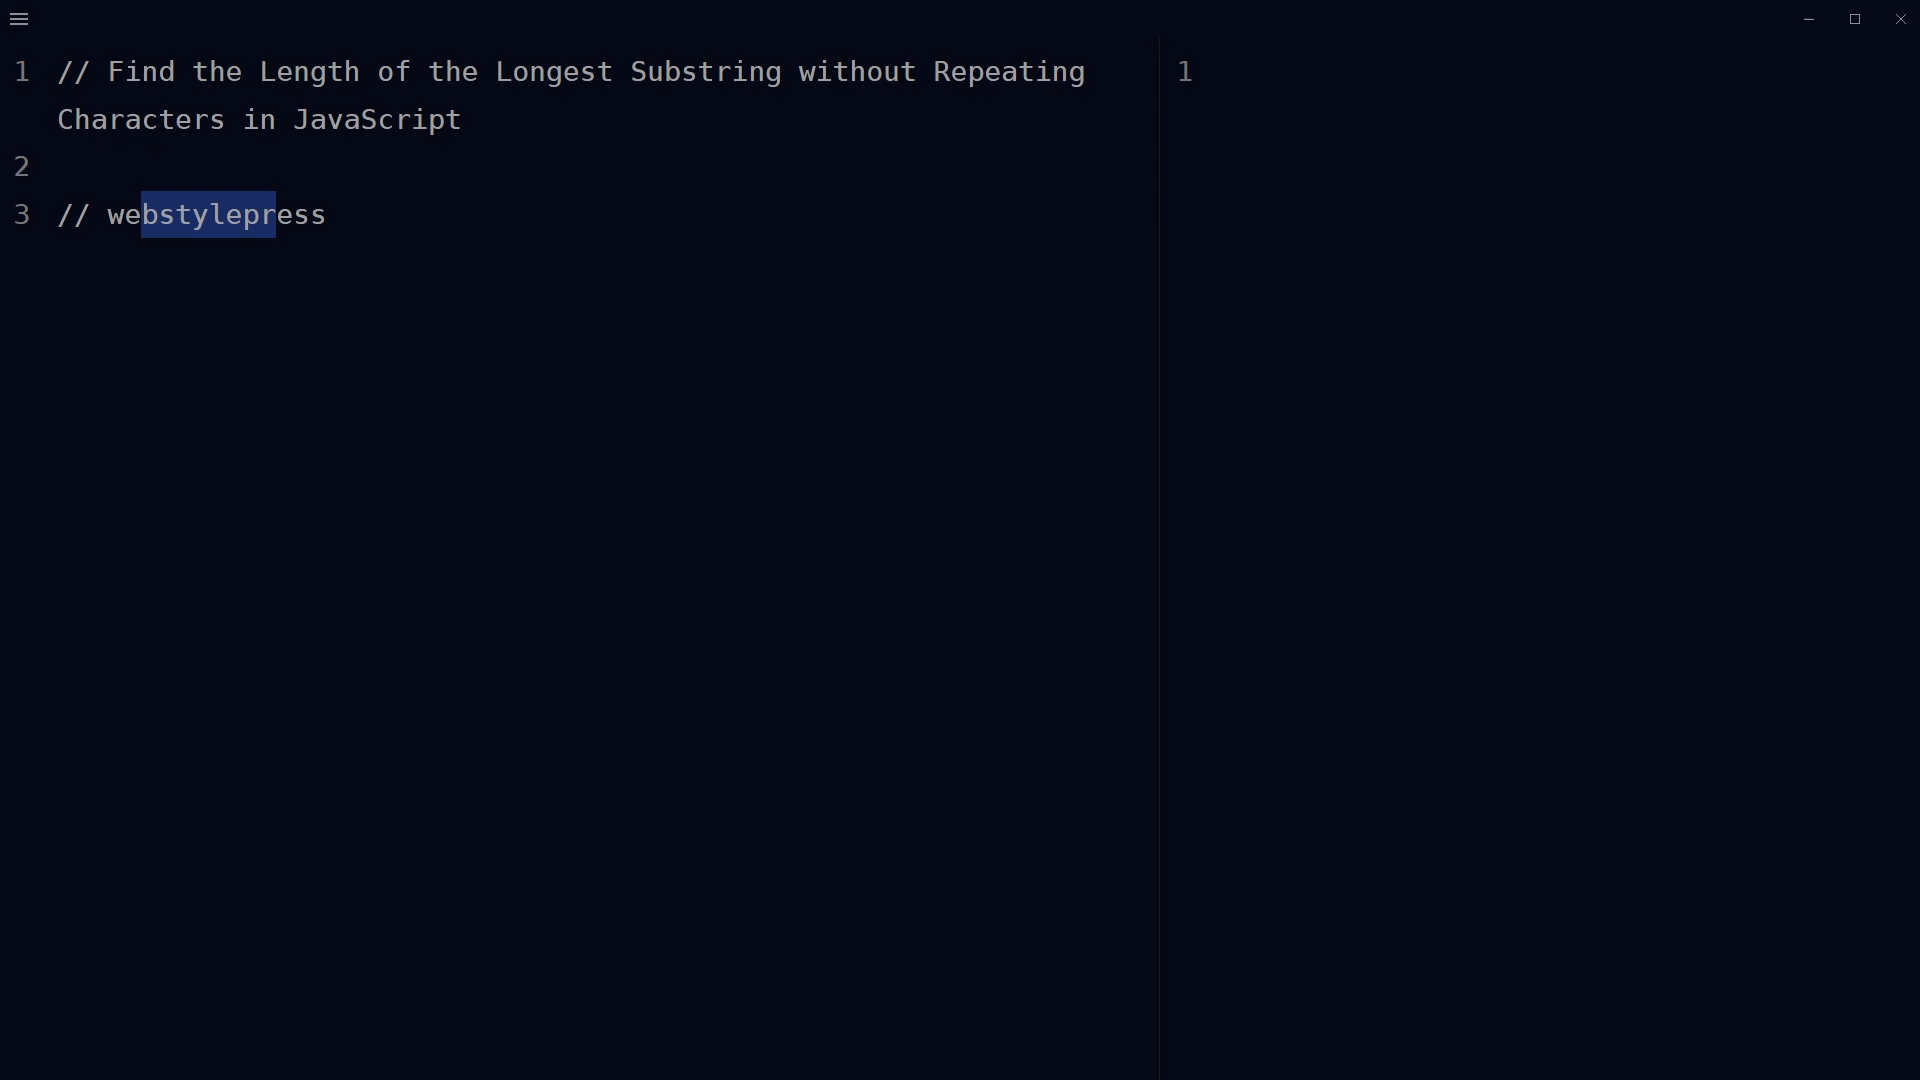 1 // Find the Length of the Longest Substring without Repeating
Characters in JavaScript
2
3 // webstylepress
1